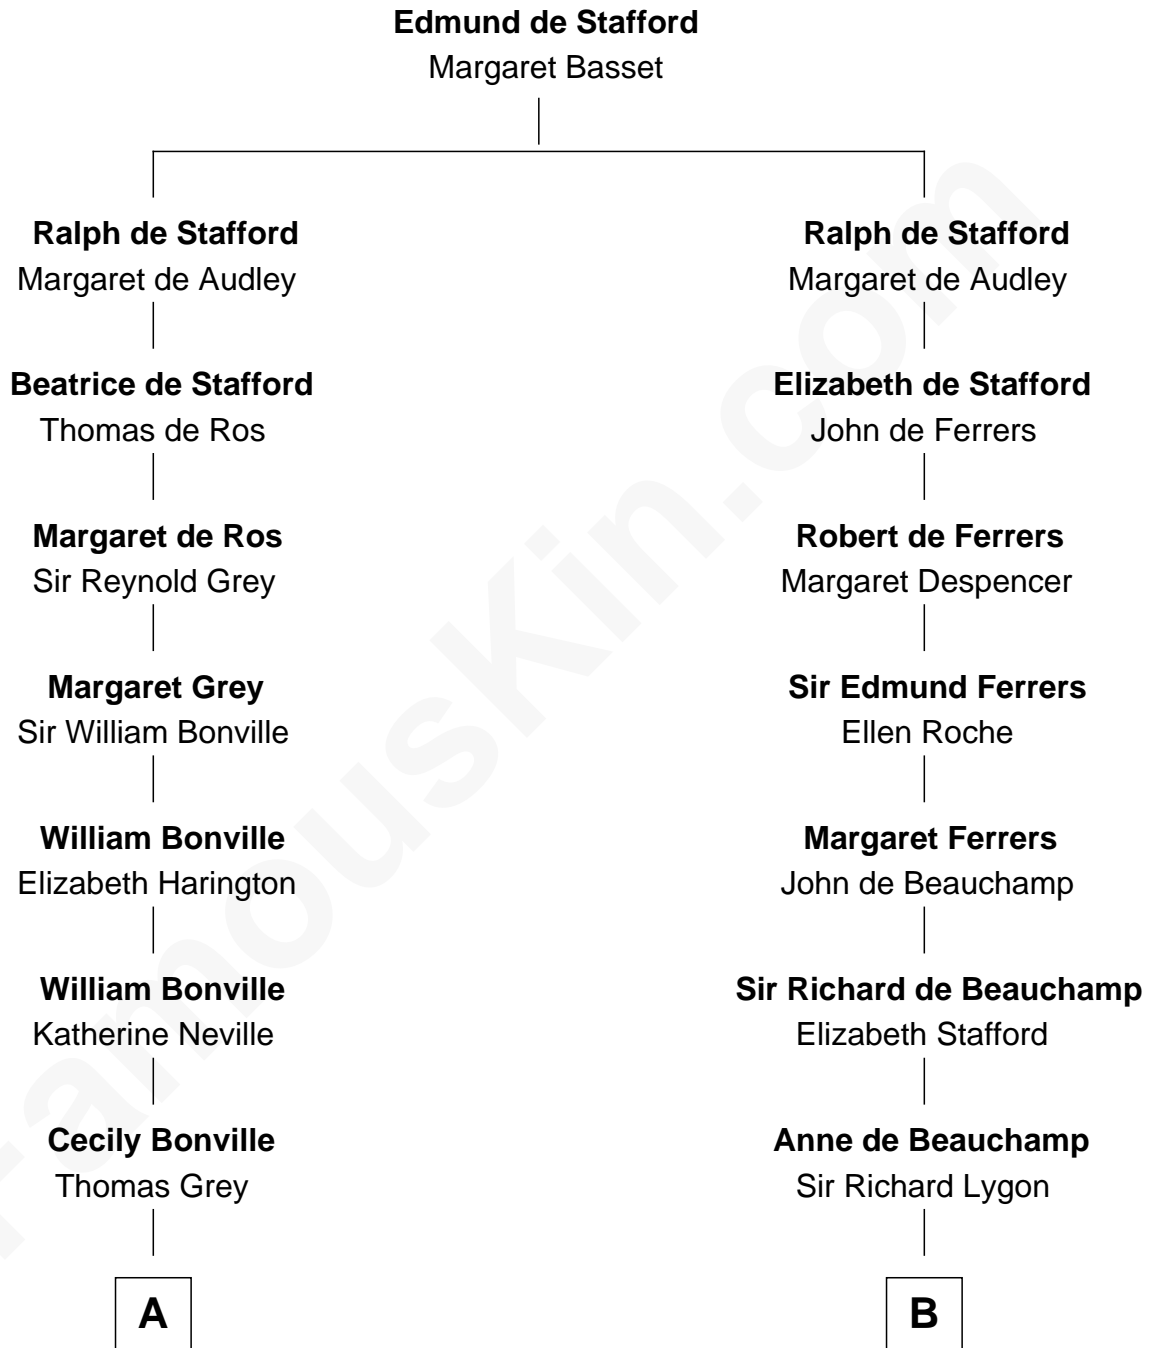 Edmund de Stafford
Margaret Basset
Ralph de Stafford
Margaret de Audley
Beatrice de Stafford
Thomas de Ros
Margaret de Ros
Sir Reynold Grey
Margaret Grey
Sir William Bonville
William Bonville
Elizabeth Harington
William Bonville
Katherine Neville
Cecily Bonville
Thomas Grey
A
Ralph de Stafford
Margaret de Audley
Elizabeth de Stafford
John de Ferrers
Robert de Ferrers
Margaret Despencer
Sir Edmund Ferrers
Ellen Roche
Margaret Ferrers
John de Beauchamp
Sir Richard de Beauchamp
Elizabeth Stafford
Anne de Beauchamp
Sir Richard Lygon
B
FamousKin.com